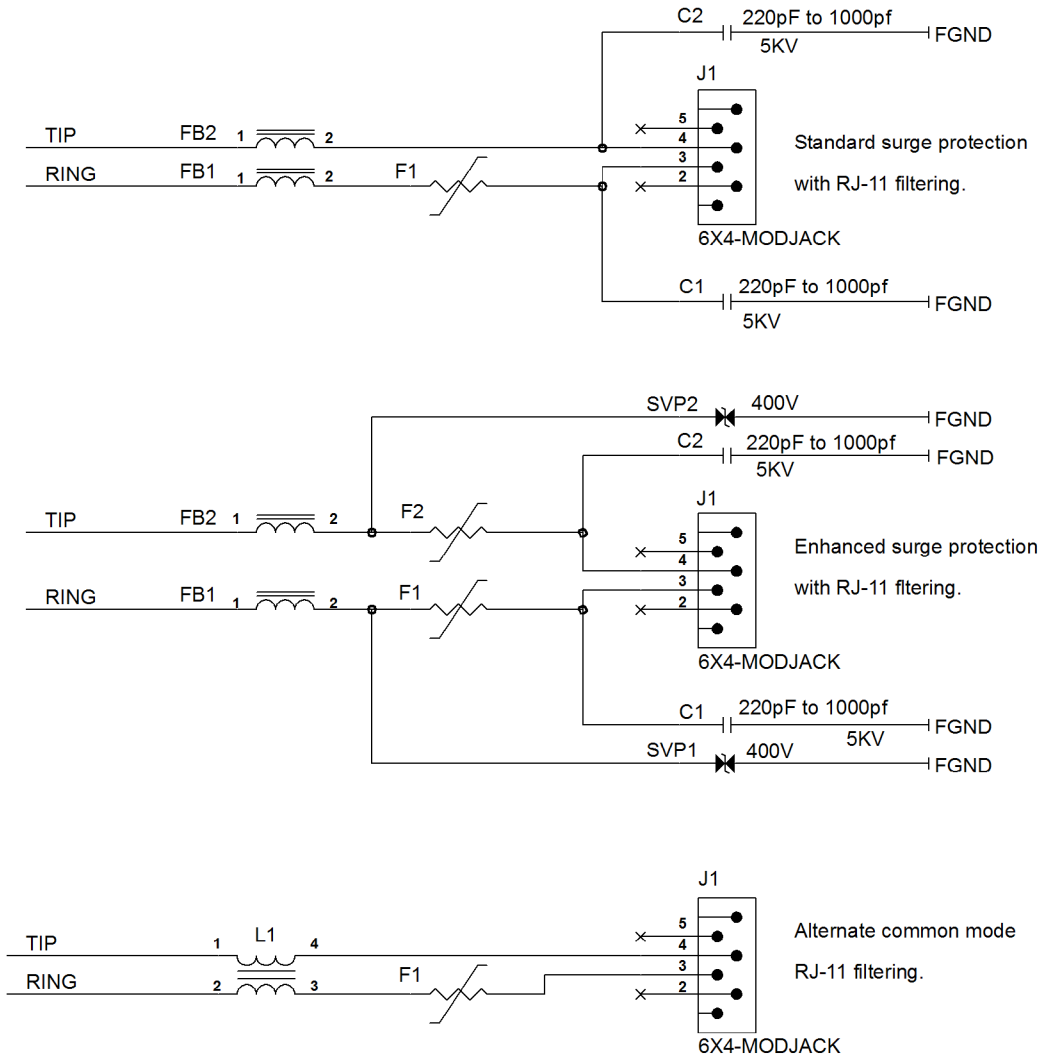 C2 220pF to 1000pf
5KV
FGND
J1
TIP FB2 1 2
5
4
3
2
RING FB1 1 2 F1
Standard surge protection
with RJ-11 filtering.
6X4-MODJACK
C1 220pF to 1000pf
5KV
FGND
SVP2 400V
FGND
C2 220pF to 1000pf
5KV
FGND
J1
TIP FB2 1 2 F2
5
4
3
2
RING FB1 1 2 F1
Enhanced surge protection
with RJ-11 fltering.
6X4-MODJACK
C1 220pF to 1000pf
5KV
FGND
SVP1 400V
FGND
J1
TIP 1 L1 4
5
4
3
2
RING 2 3 F1
Alternate common mode
RJ-11 filtering.
6X4-MODJACK